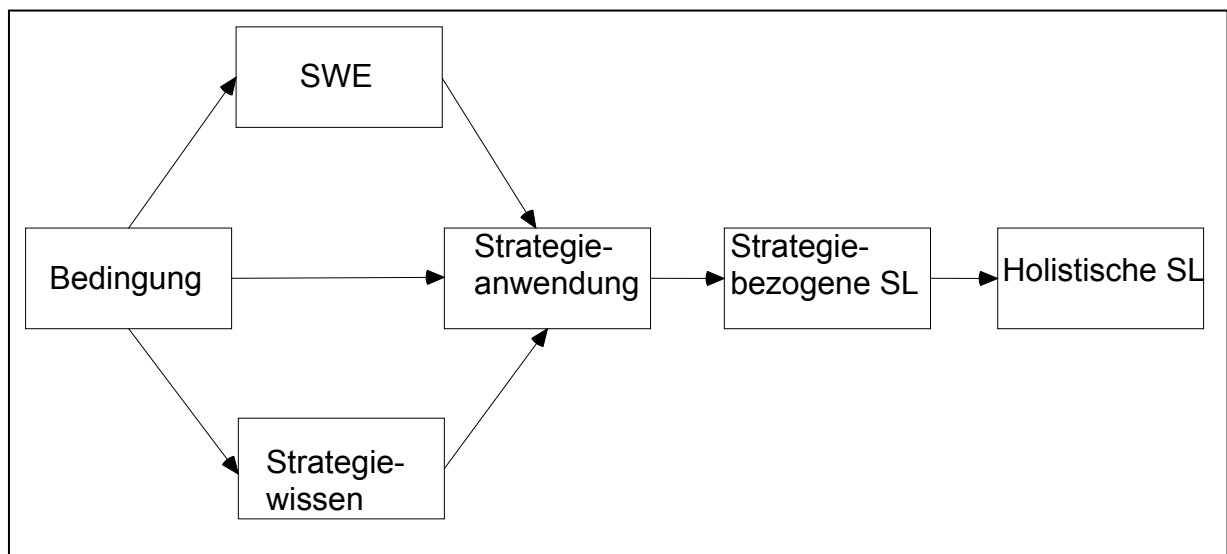 SWE
Bedingung
Strategie-
anwendung
Strategie-
bezogene SL
Holistische SL
Strategie-
wissen